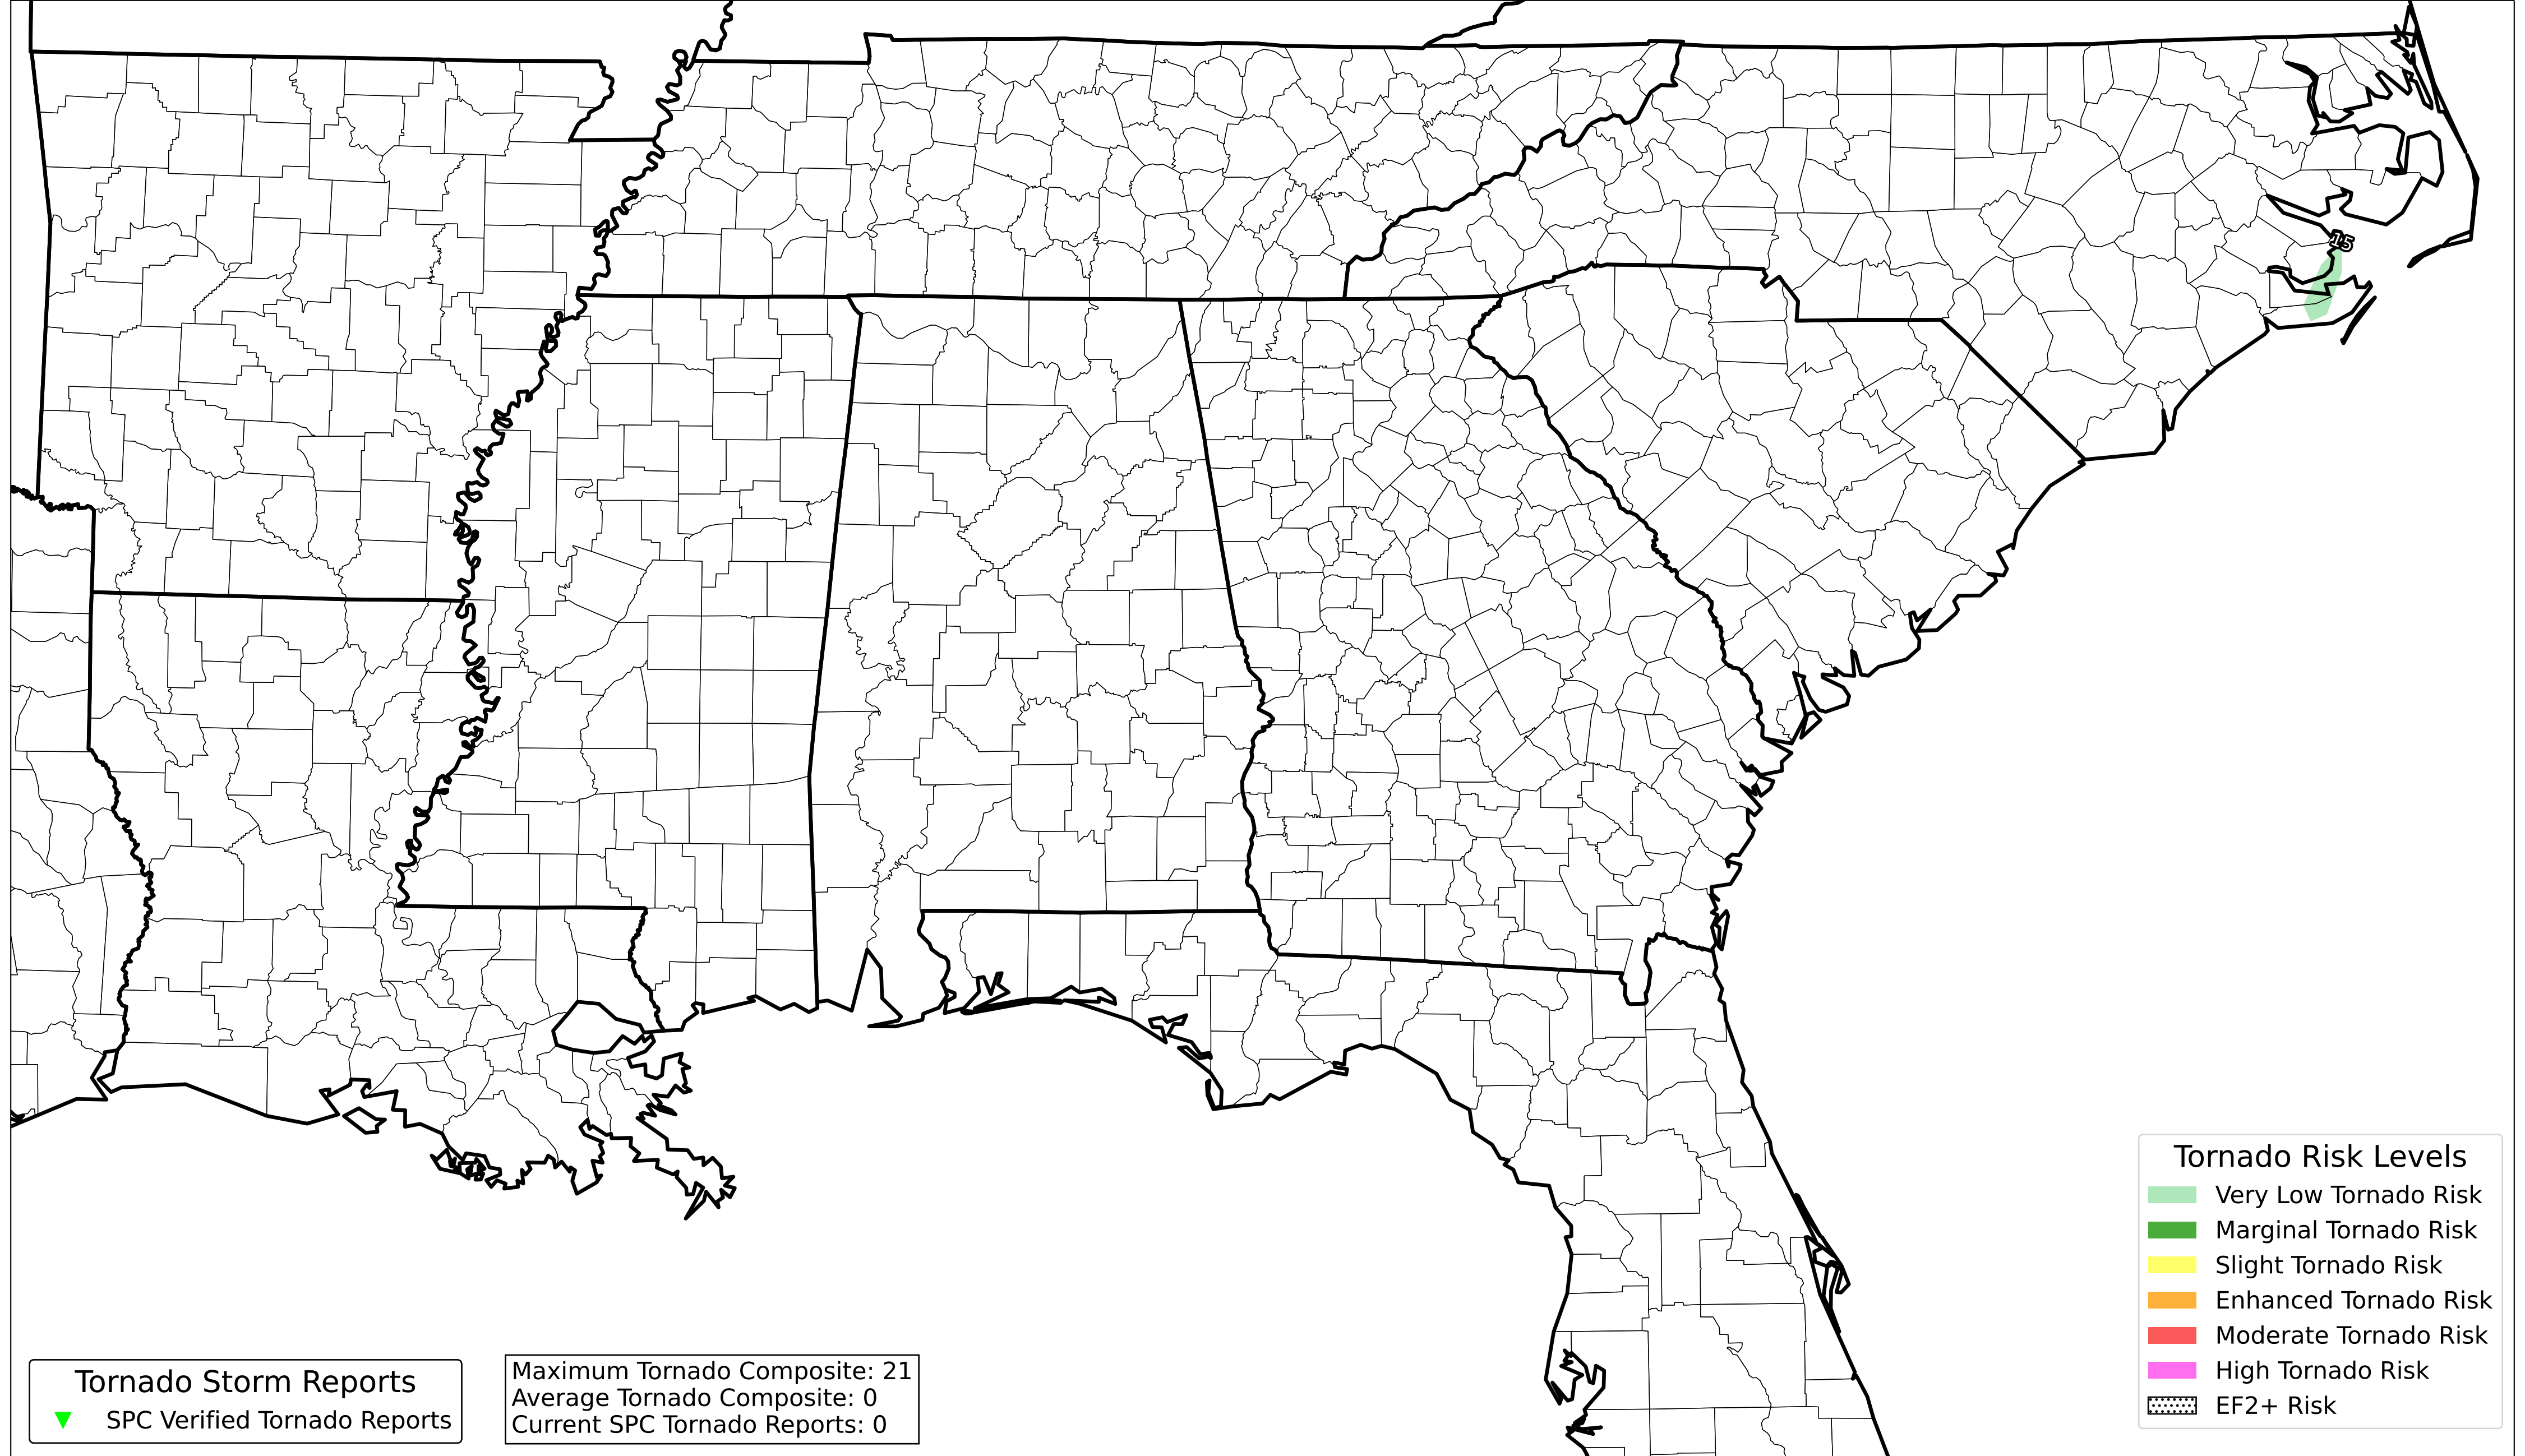 15
Tornado Risk Levels
Very Low Tornado Risk
Marginal Tornado Risk
Slight Tornado Risk
Enhanced Tornado Risk
Moderate Tornado Risk
High Tornado Risk
EF2+ Risk
Tornado Storm Reports
SPC Verified Tornado Reports
Maximum Tornado Composite: 21
Average Tornado Composite: 0
Current SPC Tornado Reports: 0